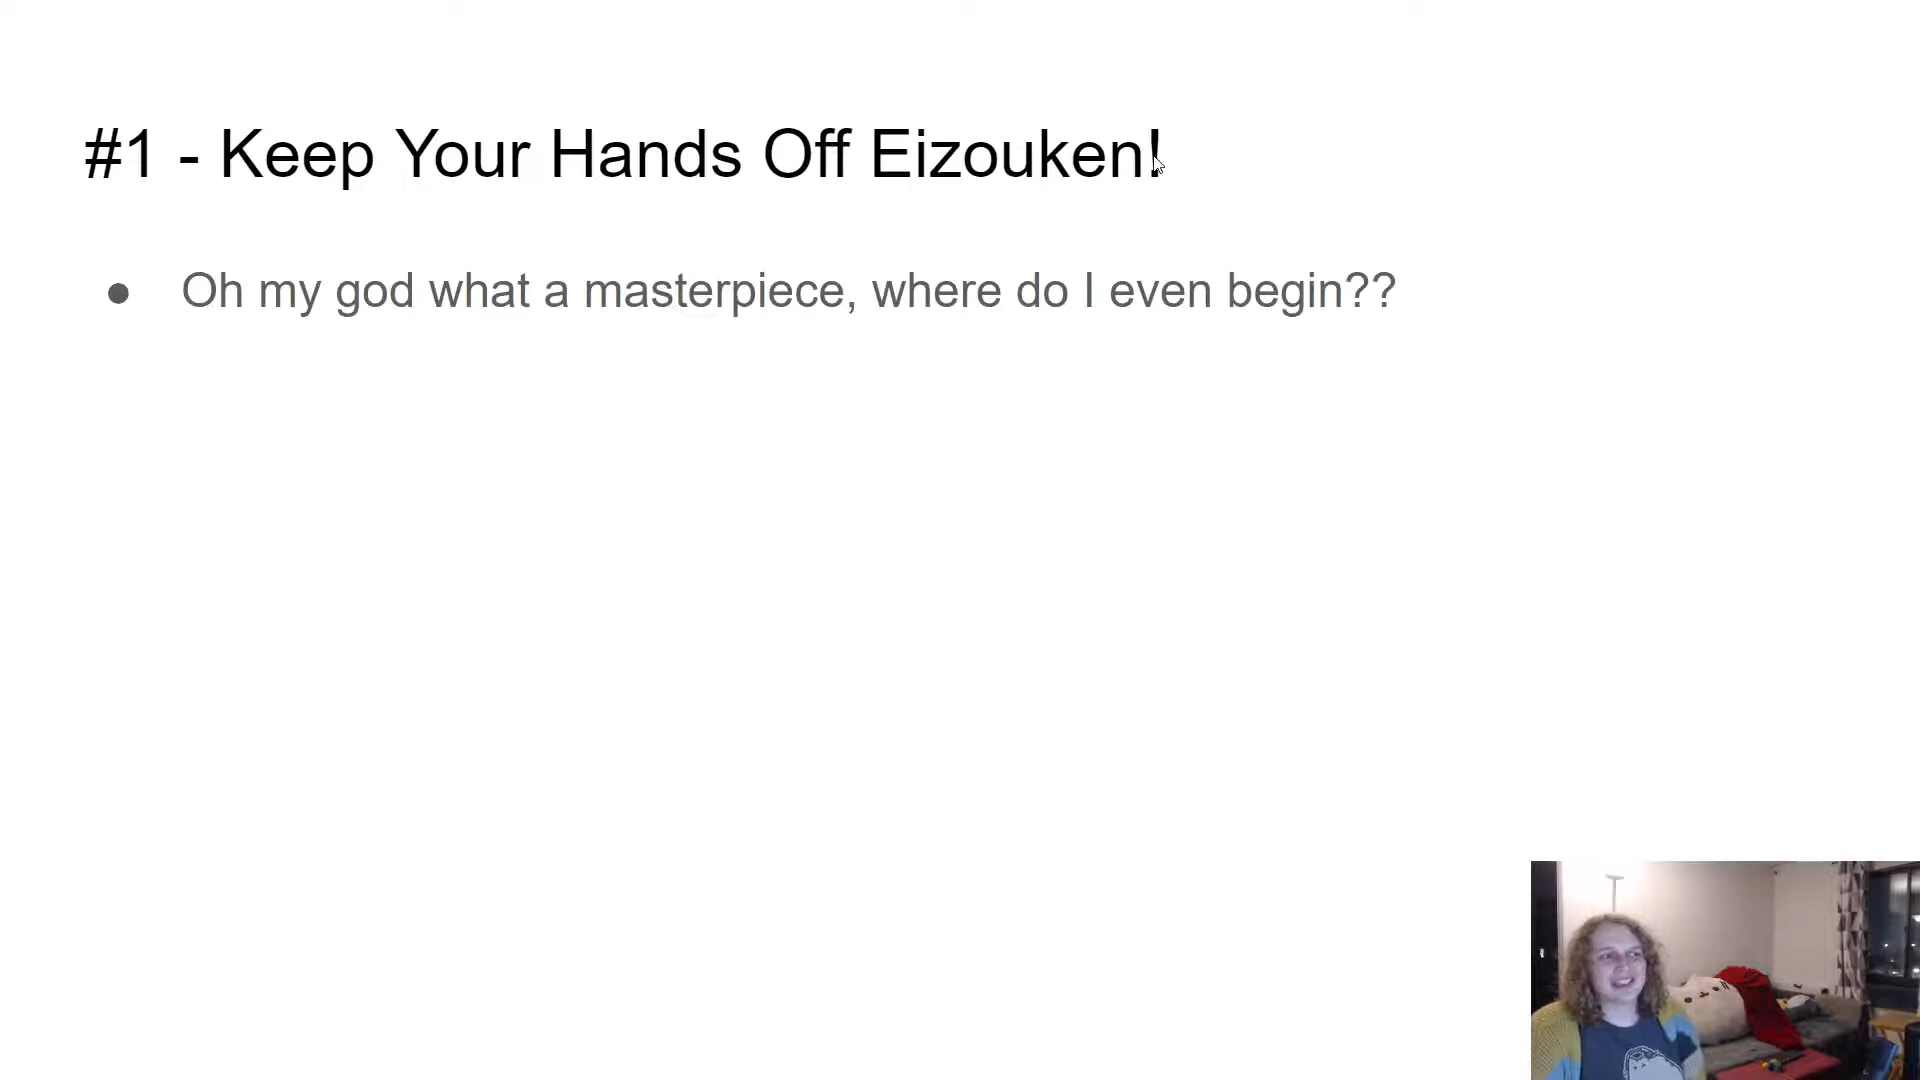 #1 - Keep Your Hands Off Eizouken!
● Oh my god what a masterpiece, where do I even begin??